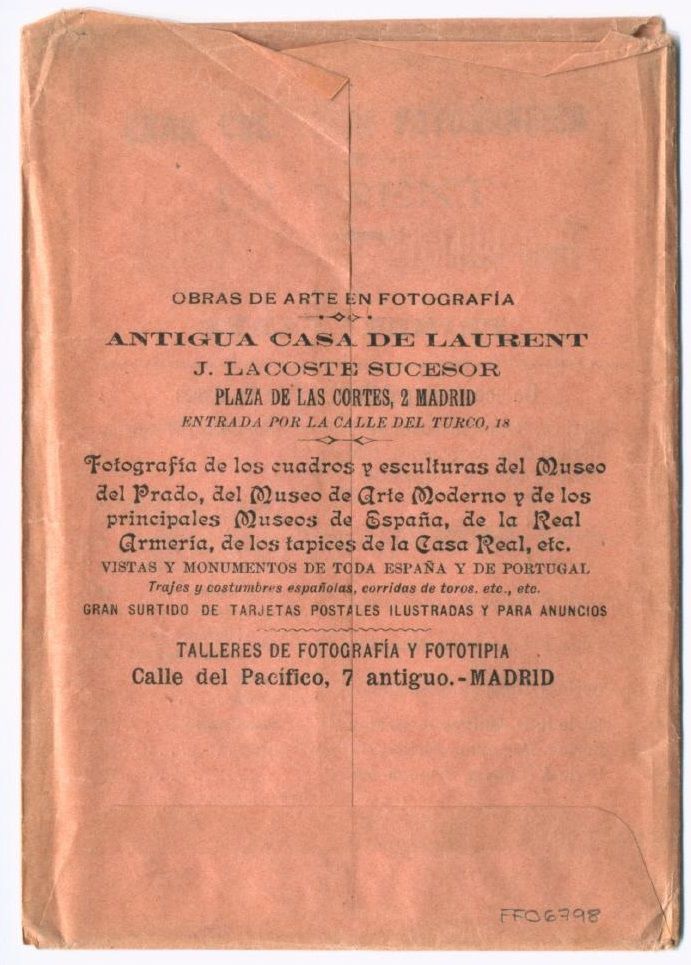 OBRAS DE ARTE EN FOTOGRAFÍA
ANTIGUA CASA DE LAURENT
J. LACOSTE SUCESOR
PLAZA DE LAS CORTES, 2 MADRID
ENTRADA POR LA CALLE DEL TURCO, 18
Fotografía de los cuadros y esculturas del Museo
del Prado, del Museo de Arte Moderno y de los
principales Museos de España, de la Real
Armería, de los tapices de la Casa Real, etc.
VISTAS Y MONUMENTOS DE TODA ESPAÑA Y DE PORTUGAL
Trajes y costumbres españolas, corridas de toros. etc., etc.
GRAN SURTIDO DE TARJETAS POSTALES ILUSTRADAS Y PARA ANUNCIOS
TALLERES DE FOTOGRAFÍA Y FOTOTIPIA
Calle del Pacífico, 7 antiguo.-MADRID
FF06798